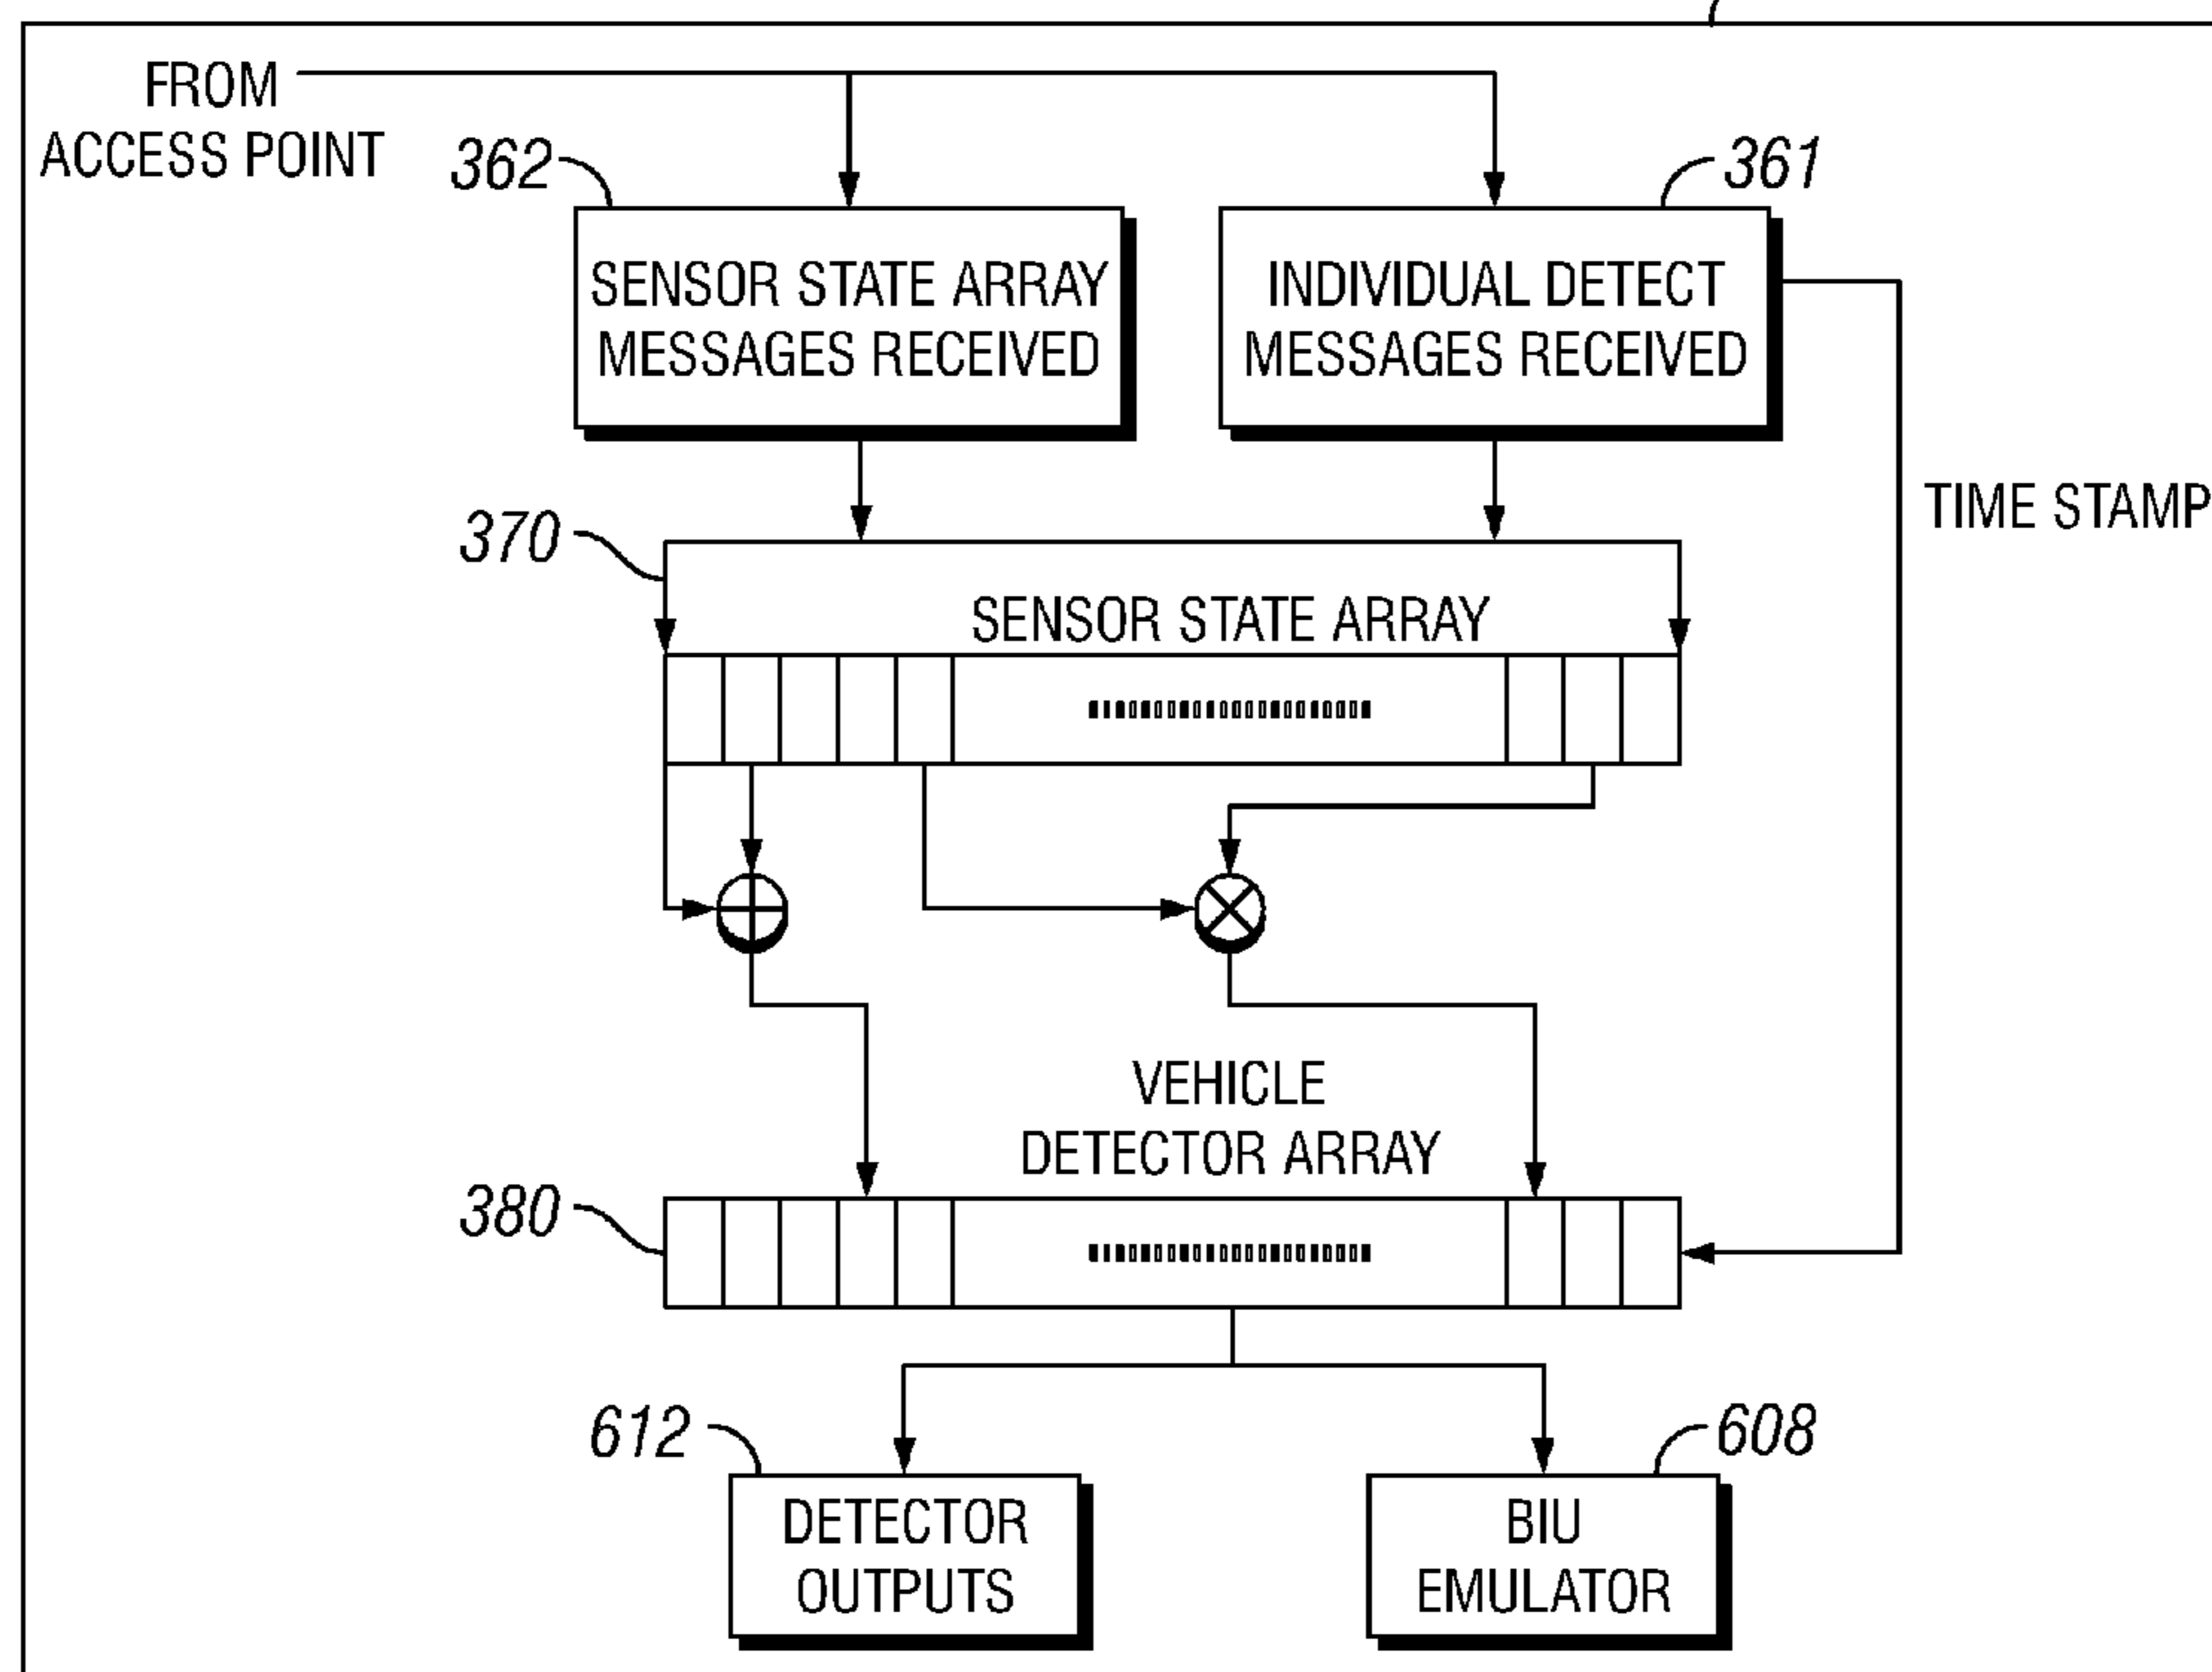 FROM
ACCESS POINT
362
361
SENSOR STATE ARRAY
MESSAGES RECEIVED
INDIVIDUAL DETECT
MESSAGES RECEIVED
TIME STAMP
370
SENSOR STATE ARRAY
VEHICLE
DETECTOR ARRAY
380
612
608
DETECTOR
OUTPUTS
BIU
EMULATOR